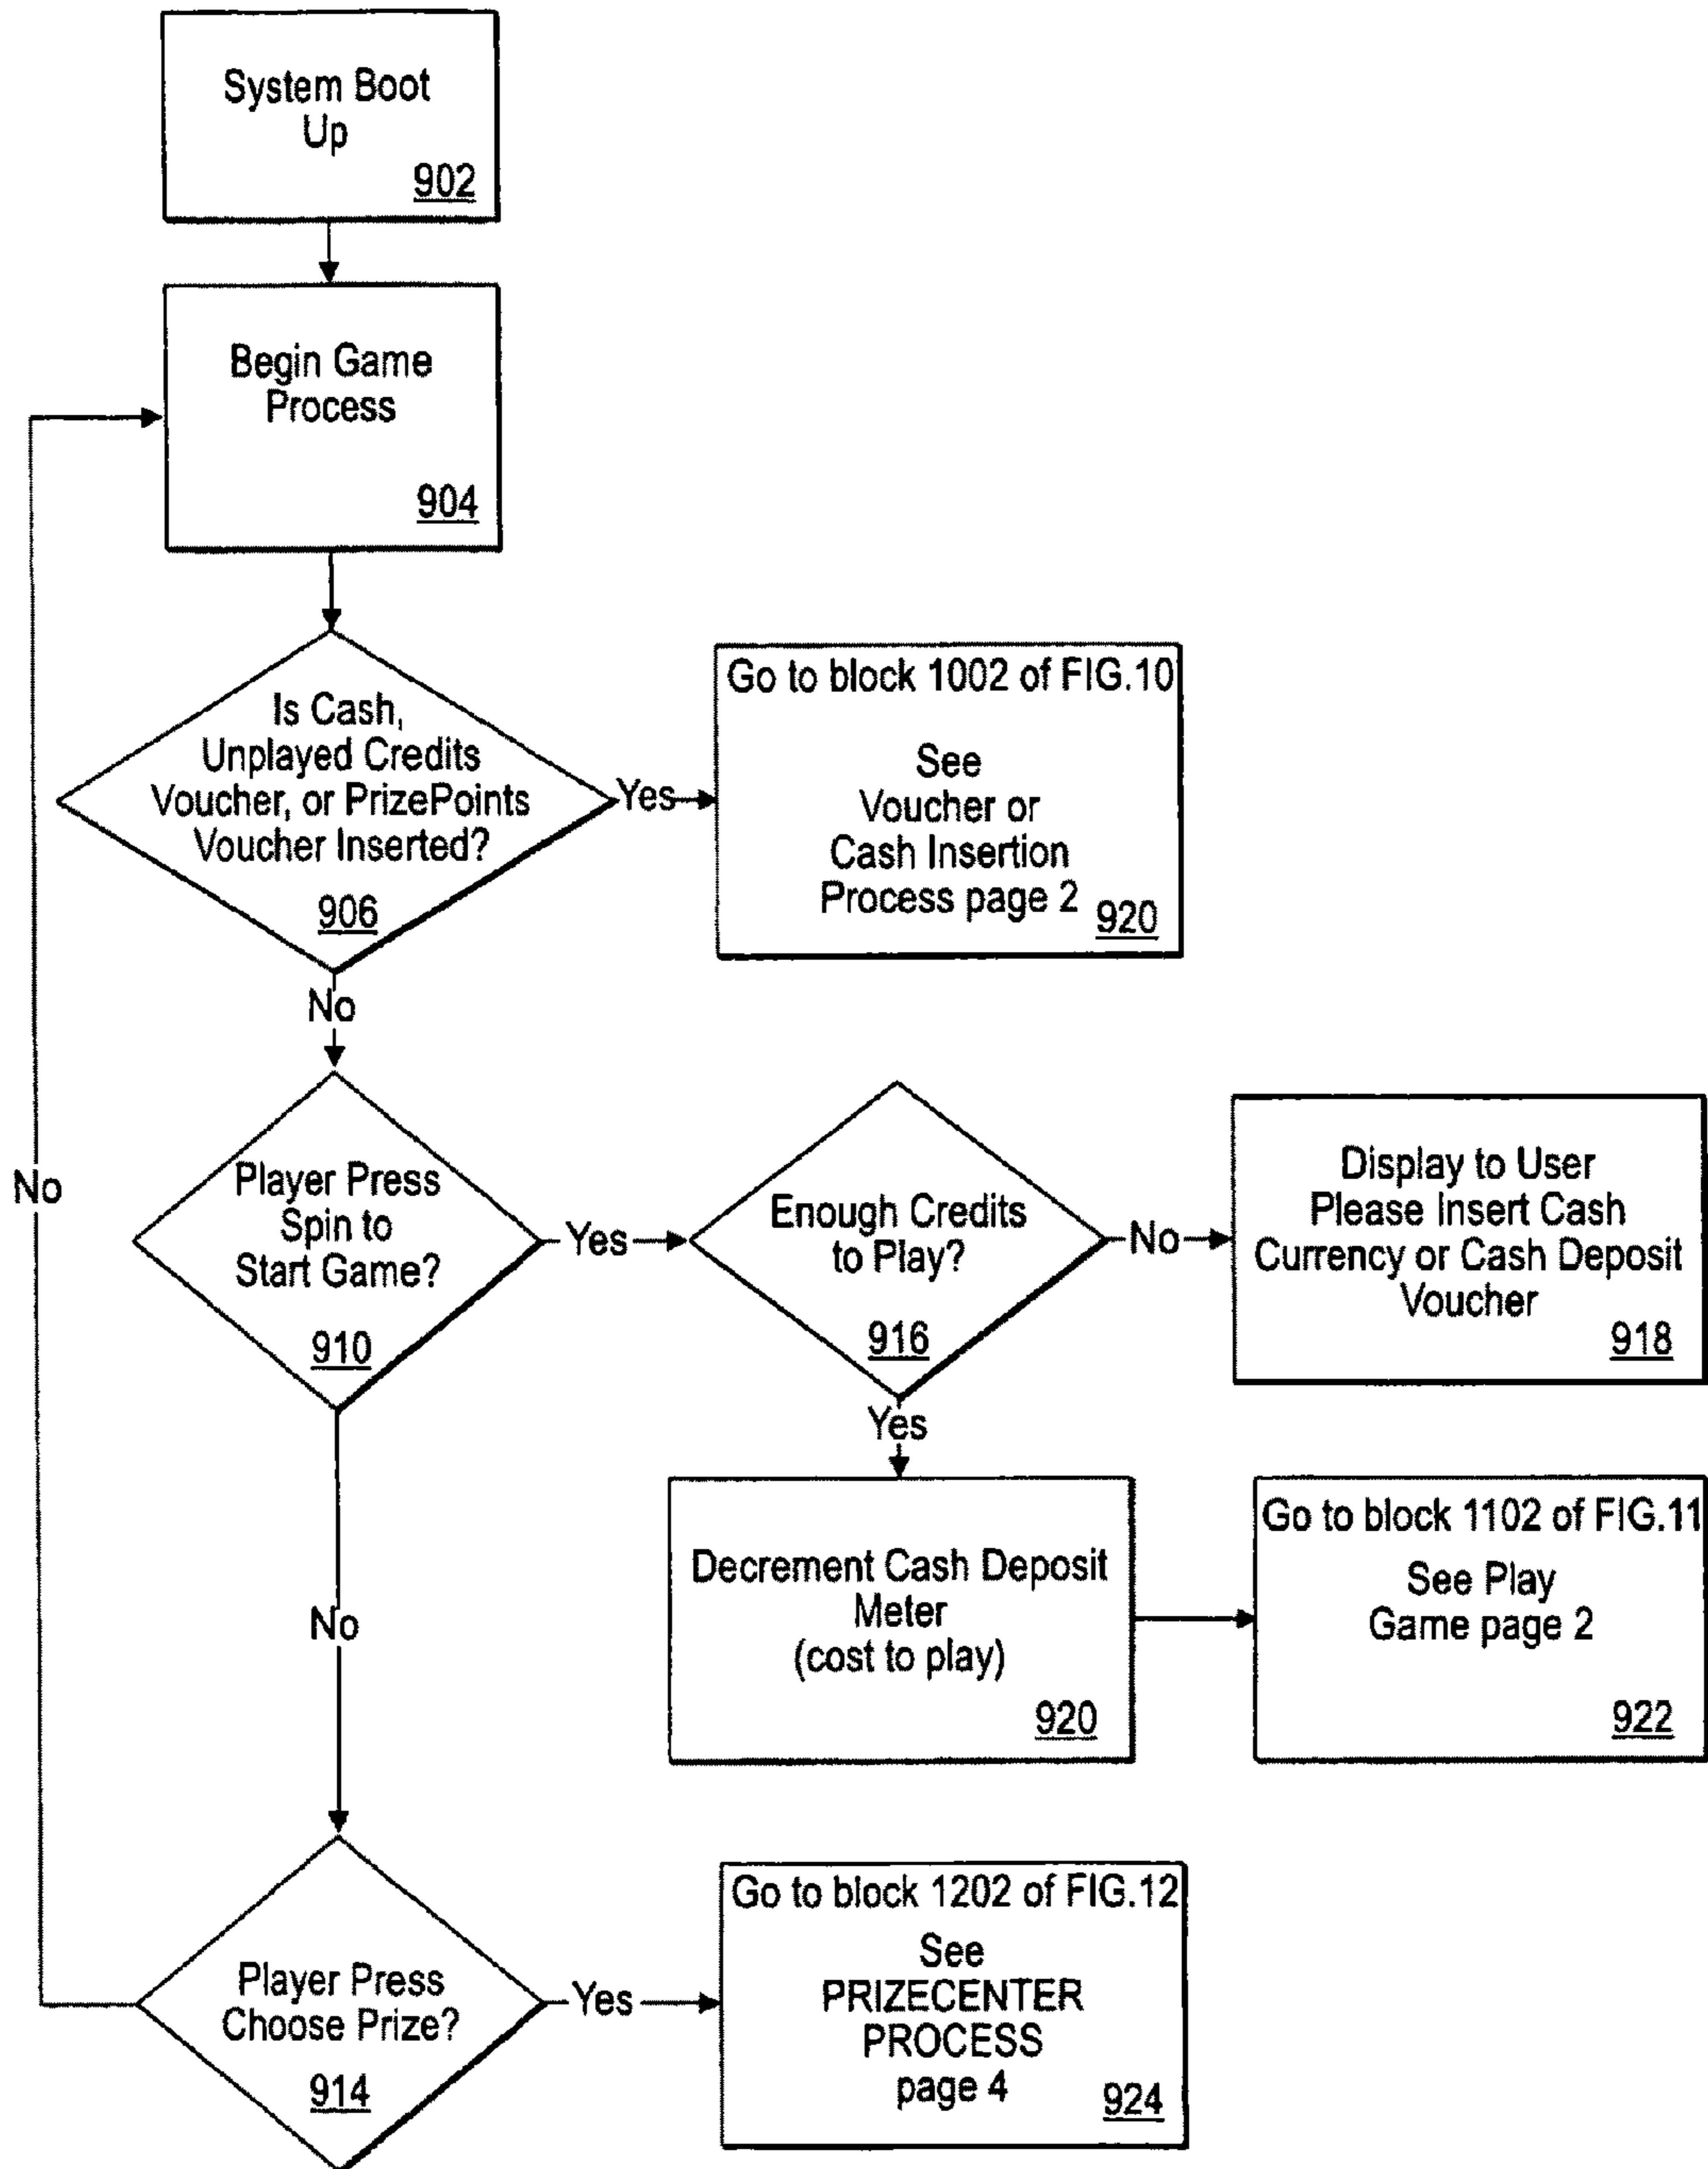 System Boot
Up
902
Begin Game
Process
904
Is Cash,
Unplayed Credits
Voucher, or PrizePoints
Voucher Inserted?
906
Yes
Go to block 1002 of FIG.10
See
Voucher or
Cash Insertion
Process page 2
920
No
Player Press
Spin to
Start Game?
910
Yes
Enough Credits
to Play?
916
No
Display to User
Please Insert Cash
Currency or Cash Deposit
Voucher
918
Yes
Decrement Cash Deposit
Meter
(cost to play)
920
Go to block 1102 of FIG.11
See Play
Game page 2
922
No
No
Player Press
Choose Prize?
914
Yes
Go to block 1202 of FIG.12
See
PRIZECENTER
PROCESS
page 4
924